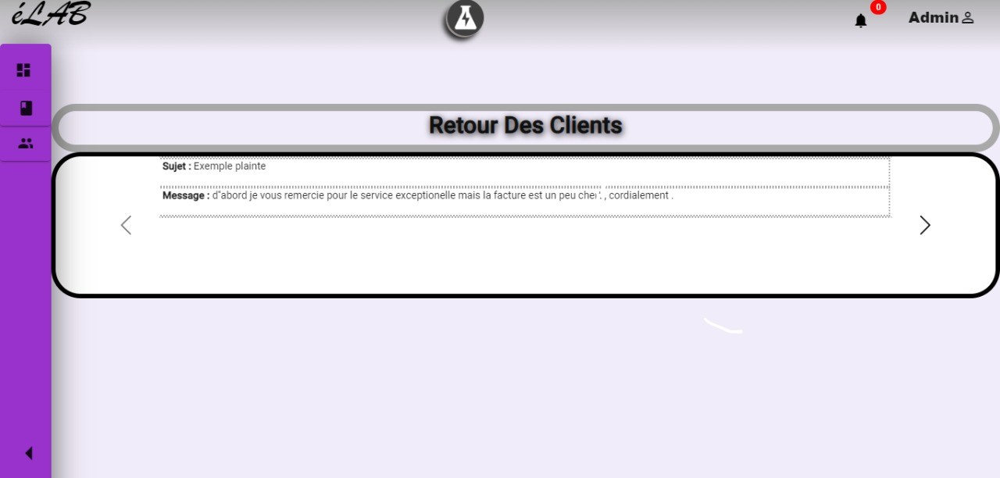 éLAB
0
Admin
Retour Des Clients
Sujet : Exemple plainte
Message : d"abord je vous remercie pour le service exceptionelle mais la facture est un peu cher , cordialement .